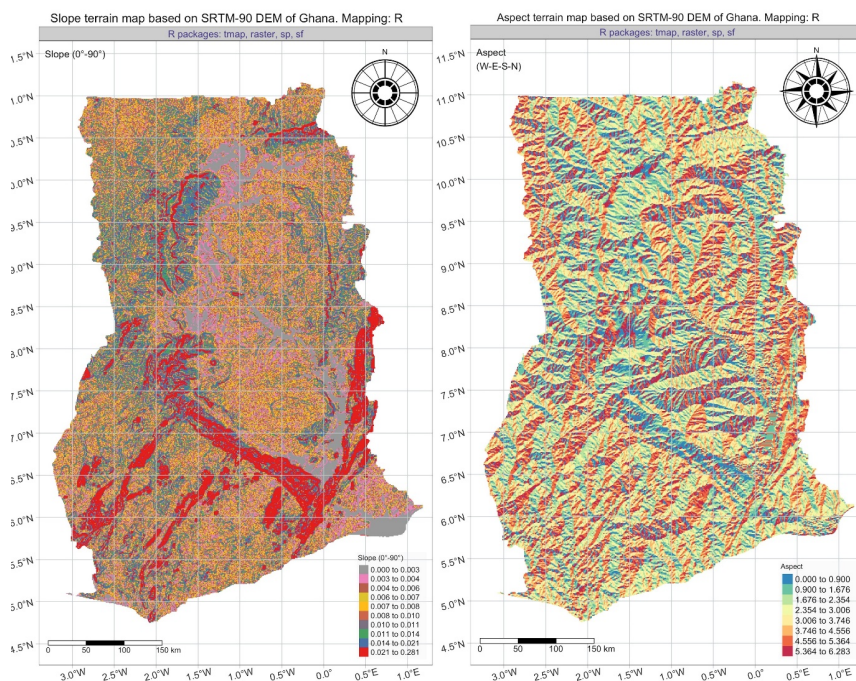 Slope terrain map based on SRTM-90 DEM of Ghana. Mapping: R
R packages: tmap, raster, sp, sf
Slope (0°-90°)
N
1.5°N
1.0°N
0.5°N
0.0°N
9.5°N
9.0°N
8.5°N
8.0°N
7.5°N
7.0°N
6.5°N
6.0°N
5.5°N
5.0°N
4.5°N
Slope (0°-90°)
0.000 to 0.003
0.003 to 0.004
0.004 to 0.006
0.006 to 0.007
0.007 to 0.008
0.008 to 0.010
0.010 to 0.011
0.011 to 0.014
0.014 to 0.021
0.021 to 0.281
0 50 100 150 km
3.0°W 2.5°W 2.0°W 1.5°W 1.0°W 0.5°W 0.0° 0.5°E 1.0°E
Aspect terrain map based on SRTM-90 DEM of Ghana. Mapping: R
R packages: tmap, raster, sp, sf
Aspect
(W-E-S-N)
N
11.5°N
11.0°N
10.5°N
10.0°N
9.5°N
9.0°N
8.5°N
8.0°N
7.5°N
7.0°N
6.5°N
6.0°N
5.5°N
5.0°N
4.5°N
Aspect
0.000 to 0.900
0.900 to 1.676
1.676 to 2.354
2.354 to 3.006
3.006 to 3.746
3.746 to 4.556
4.556 to 5.364
5.364 to 6.283
0 50 100 150 km
3.0°W 2.5°W 2.0°W 1.5°W 1.0°W 0.5°W 0.0° 0.5°E 1.0°E